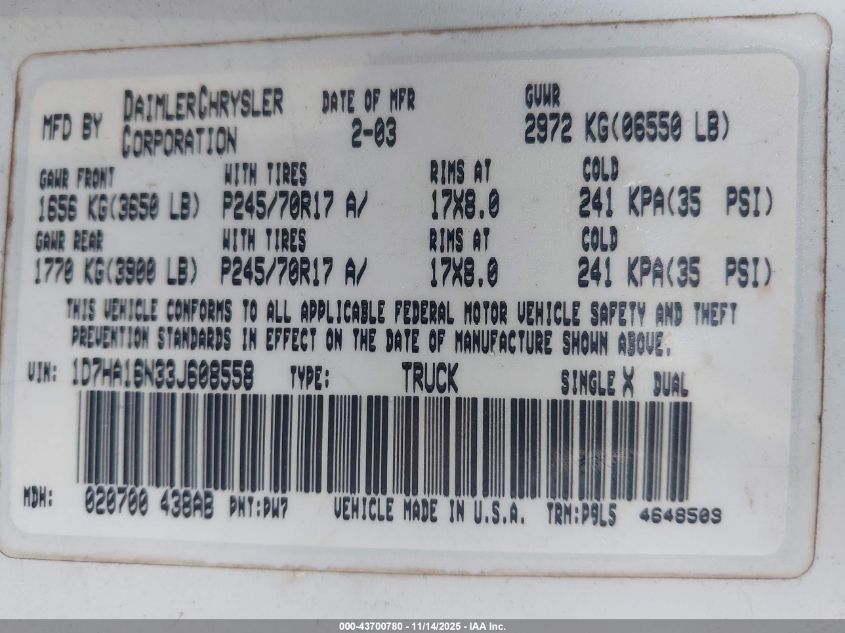 MFD BY DAIMLERCHRYSLER CORPORATION DATE OF MFR 2-03 GVWR 2972 KG(06550 LB)
GAWR FRONT WITH TIRES RIMS AT COLD
1656 KG(3650 LB) P245/70R17 A/ 17X8.0 241 KPA(35 PSI)
GAWR REAR WITH TIRES RIMS AT COLD
1770 KG(3900 LB) P245/70R17 A/ 17X8.0 241 KPA(35 PSI)
THIS VEHICLE CONFORMS TO ALL APPLICABLE FEDERAL MOTOR VEHICLE SAFETY AND THEFT
PREVENTION STANDARDS IN EFFECT ON THE DATE OF MANUFACTURE SHOWN ABOVE.
VIN: 1D7HA16N33J608558 TYPE: TRUCK SINGLE X DUAL
MDH: 020700 438AB PNT:PW7 VEHICLE MADE IN U.S.A. TRM:P9L5 4648509
000-43700780 - 11/14/2025 - IAA Inc.